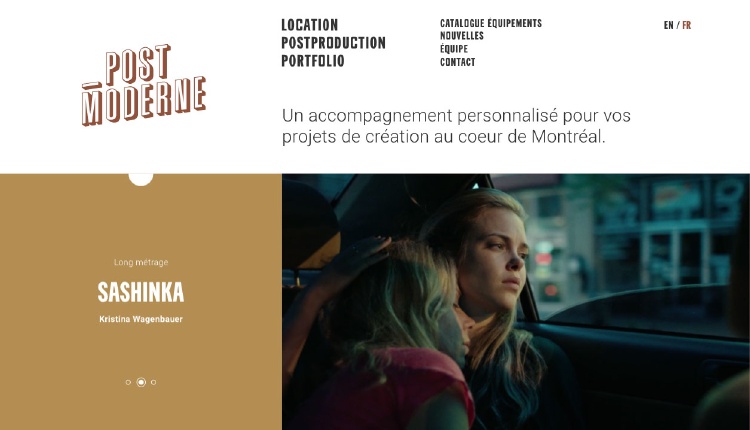 POST
MODERNE
LOCATION
POSTPRODUCTION
PORTFOLIO
CATALOGUE ÉQUIPEMENTS
NOUVELLES
ÉQUIPE
CONTACT
EN / FR
Un accompagnement personnalisé pour vos
projets de création au coeur de Montréal.
Long métrage
SASHINKA
Kristina Wagenbauer